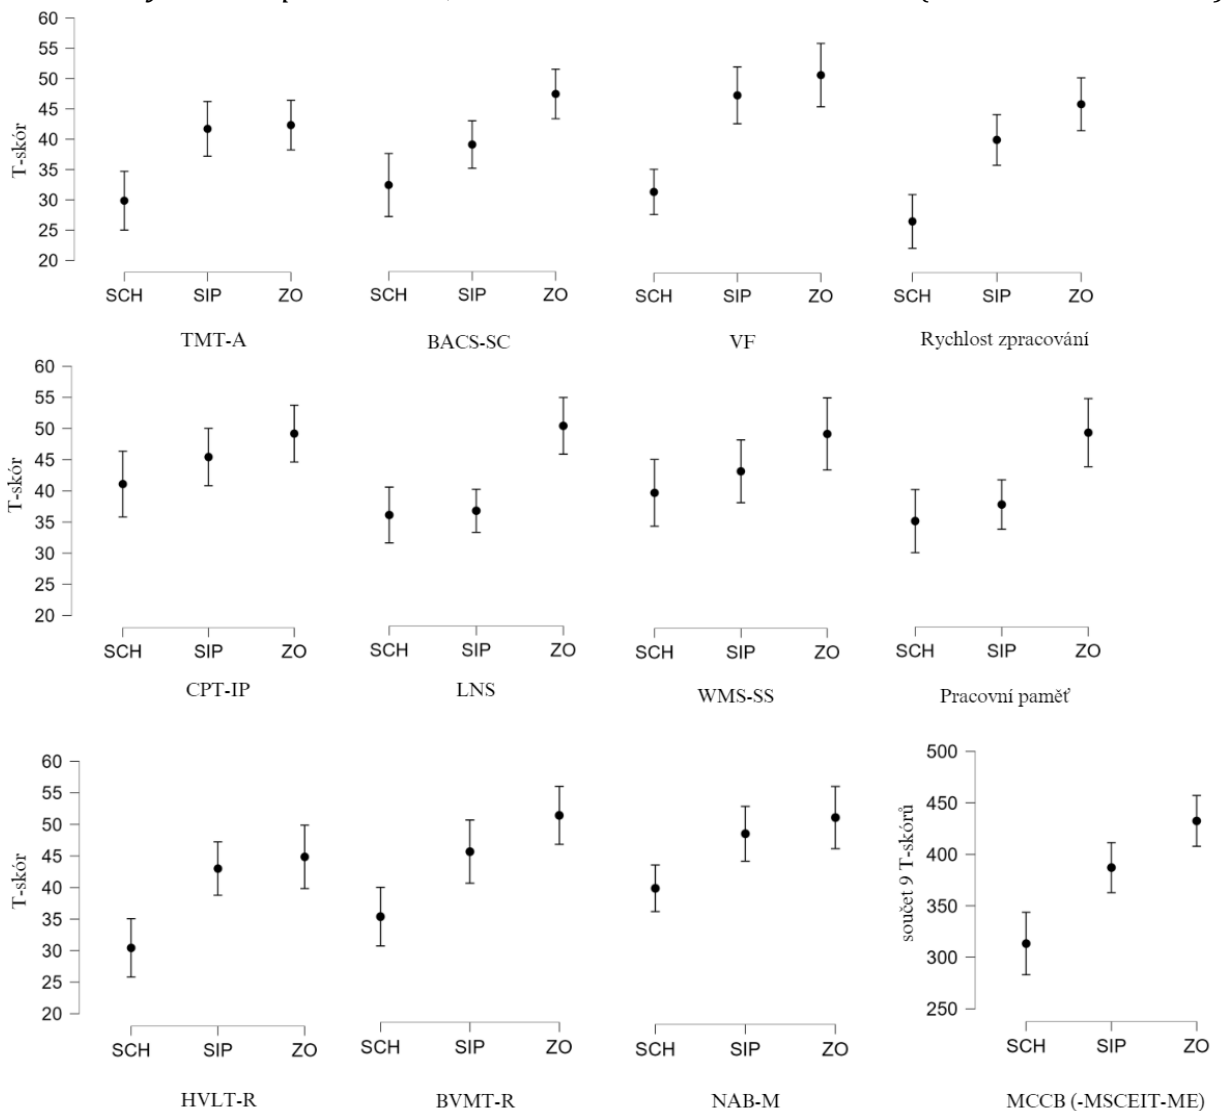 60
55
50
45
40
35
30
25
20
T-skór
SCH SIP ZO
SCH SIP ZO
SCH SIP ZO
SCH SIP ZO
TMT-A
BACS-SC
VF
Rychlost zpracování
60
55
50
45
40
35
30
25
20
T-skór
SCH SIP ZO
SCH SIP ZO
SCH SIP ZO
SCH SIP ZO
CPT-IP
LNS
WMS-SS
Pracovní paměť
60
55
50
45
40
35
30
25
20
T-skór
500
450
400
350
300
250
součet 9 T-skórů
SCH SIP ZO
SCH SIP ZO
SCH SIP ZO
SCH SIP ZO
HVLT-R
BVMT-R
NAB-M
MCCB (-MSCEIT-ME)